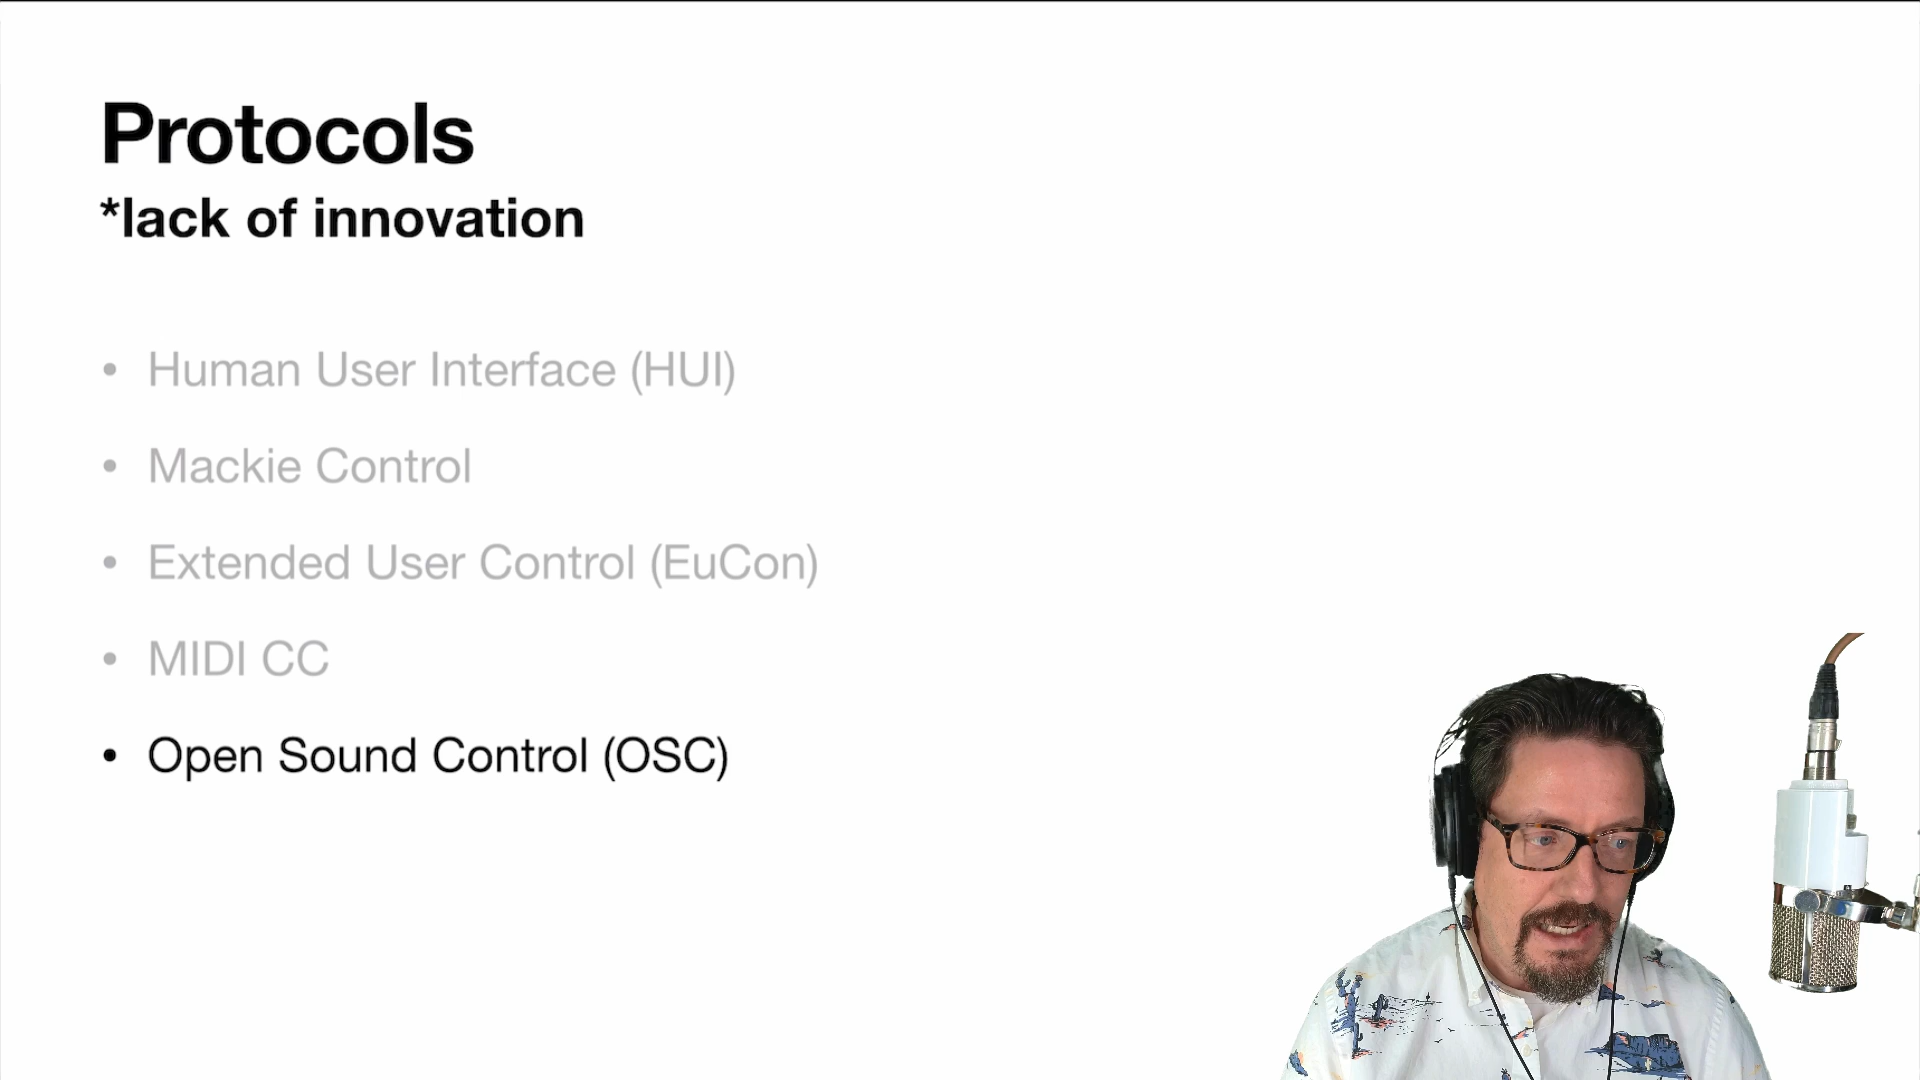 Protocols
*lack of innovation
• Human User Interface (HUI)
• Mackie Control
• Extended User Control (EuCon)
• MIDI CC
• Open Sound Control (OSC)